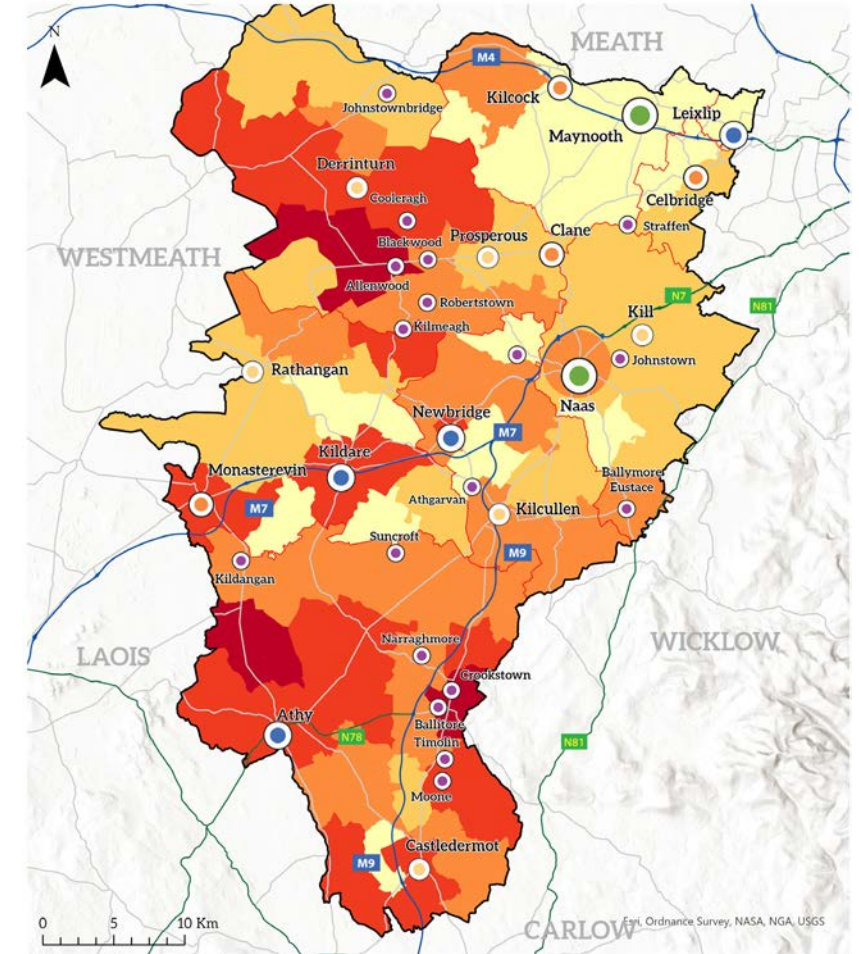 N
MEATH
M4
Johnstownbridge
Kilcock
Leixlip
Maynooth
Derrinturn
Celbridge
Cooleragh
Straffen
Blackwood
Prosperous
Clane
WESTMEATH
Allenwood
Robertstown
N7
N81
Kill
Kilmeagh
Johnstown
Rathangan
Naas
Newbridge
M7
Kildare
Monasterevin
Ballymore
Eustace
Athgarvan
M7
Kilcullen
Suncroft
M9
Kildangan
Narraghmore
WICKLOW
LAOIS
Crookstown
Athy
Ballitore
N78
Timolin
N81
Moone
Castledermot
M9
0 5 10 Km
CARLOW
Esri, Ordnance Survey, NASA, NGA, USGS